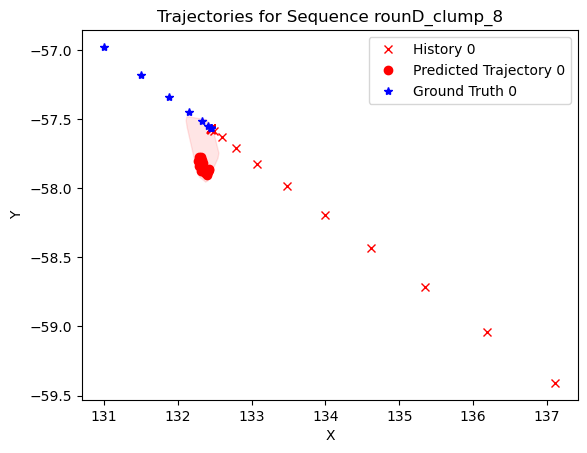 Trajectories for Sequence rounD_clump_8
History 0
Predicted Trajectory 0
Ground Truth 0
−57.0
−57.5
−58.0
−58.5
−59.0
−59.5
Y
131
132
133
134
135
136
137
X